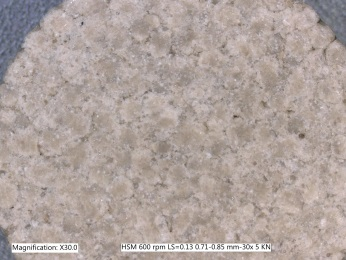 Magnification: X30.0
HSM 600 rpm LS=0.13 0.71-0.85 mm-30x 5 KN